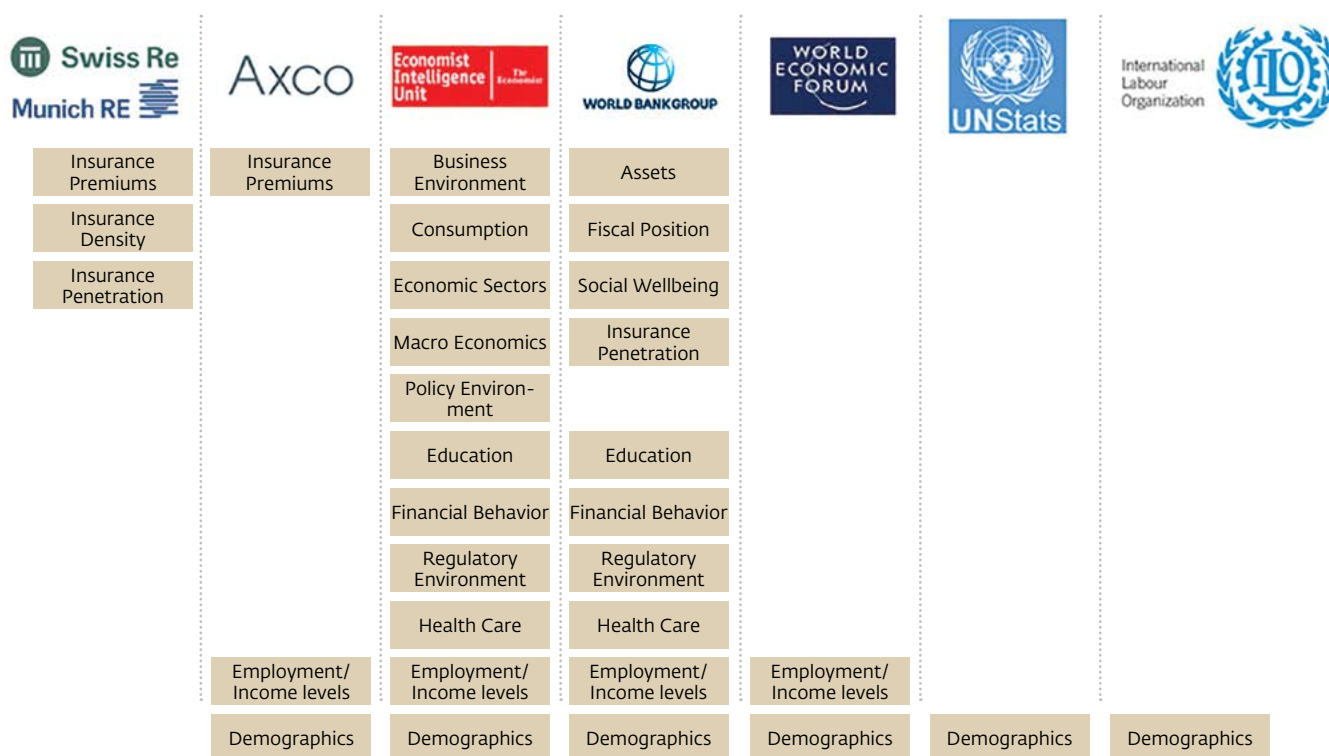 Swiss Re
Munich RE
AXCO
Economist
Intelligence
Unit
The
Economist
WORLD BANK GROUP
WORLD
ECONOMIC
FORUM
UNStats
International
Labour
Organization
ILO
Insurance
Premiums
Insurance
Premiums
Business
Environment
Assets
Insurance
Density
Consumption
Fiscal Position
Insurance
Penetration
Economic Sectors
Social Wellbeing
Macro Economics
Insurance
Penetration
Policy Environ-
ment
Education
Education
Financial Behavior
Financial Behavior
Regulatory
Environment
Regulatory
Environment
Health Care
Health Care
Employment/
Income levels
Employment/
Income levels
Employment/
Income levels
Employment/
Income levels
Demographics
Demographics
Demographics
Demographics
Demographics
Demographics